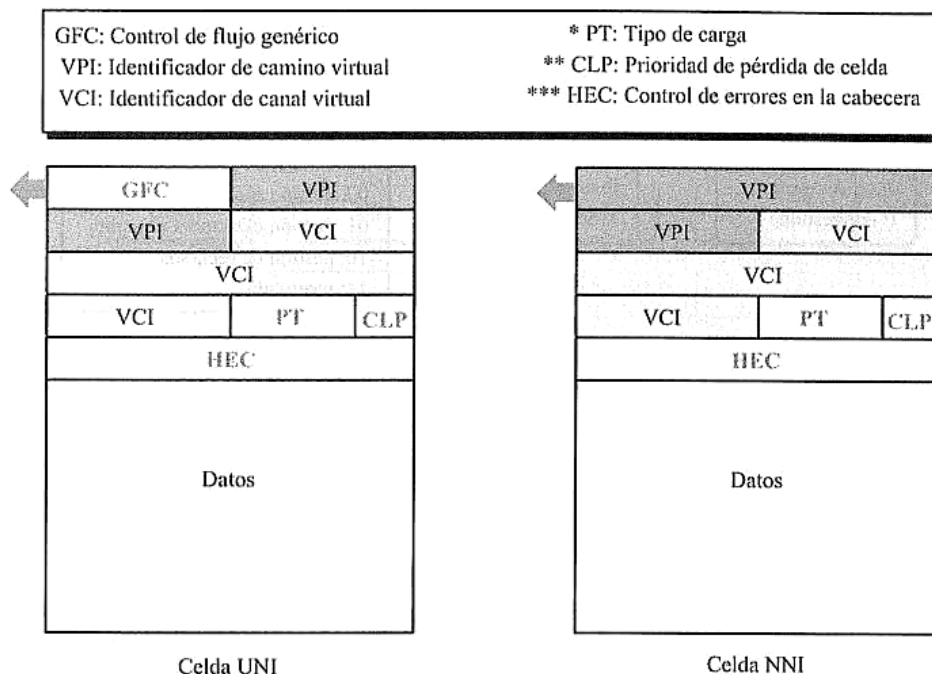 GFC: Control de flujo genérico
VPI: Identificador de camino virtual
VCI: Identificador de canal virtual
* PT: Tipo de carga
** CLP: Prioridad de pérdida de celda
*** HEC: Control de errores en la cabecera
GFC VPI
VPI VCI
VCI
VCI PT CLP
HEC
Datos
Celda UNI
VPI
VPI VCI
VCI
VCI PT CLP
HEC
Datos
Celda NNI